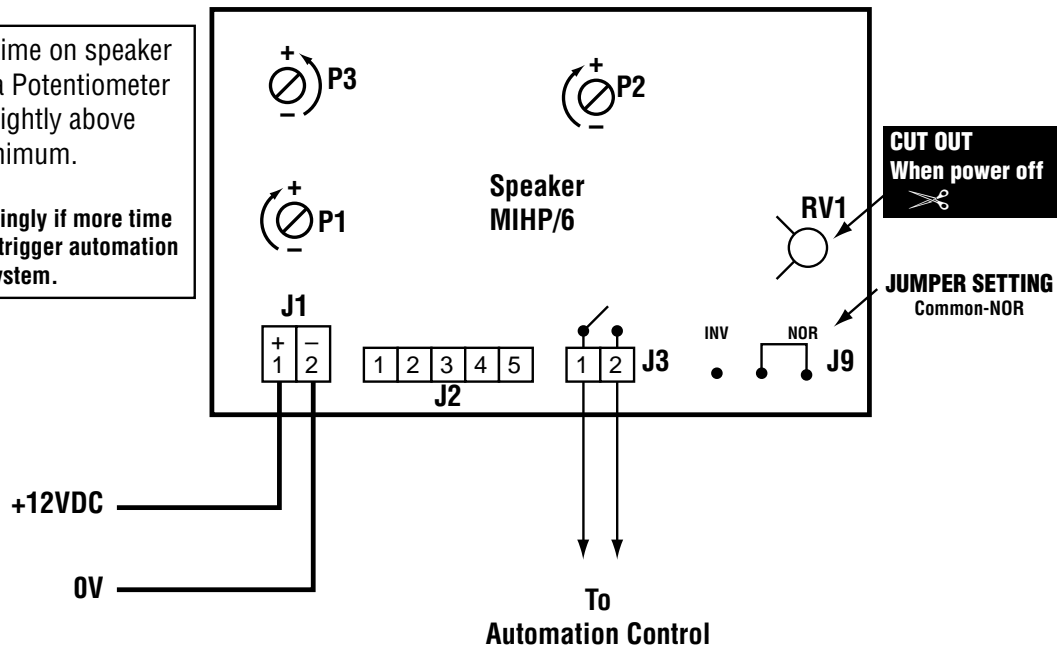 ime on speaker
a Potentiometer
ightly above
nimum.
ingly if more time
trigger automation
ystem.
+
P3
–
+
P2
–
+
P1
–
Speaker
MIHP/6
RV1
CUT OUT
When power off
JUMPER SETTING
Common-NOR
J1
+ –
1 2
1 2 3 4 5
J2
1 2
J3
INV NOR
J9
+12VDC
0V
To
Automation Control